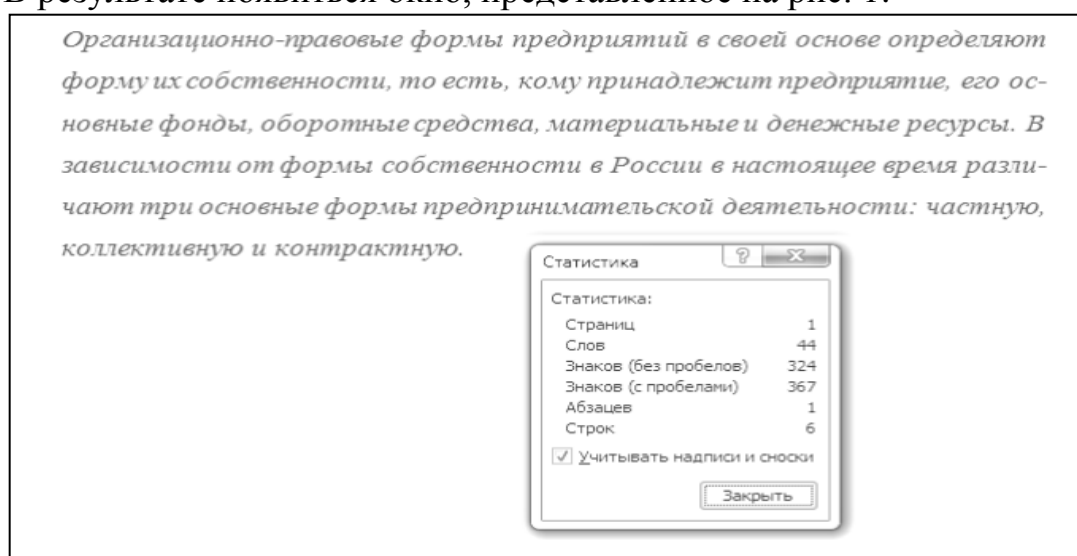 В результате появиться окно, представленное на рис. 1.
Организационно-правовые формы предприятий в своей основе определяют
форму их собственности, то есть, кому принадлежит предприятие, его ос-
новные фонды, оборотные средства, материальные и денежные ресурсы. В
зависимости от формы собственности в России в настоящее время разли-
чают три основные формы предпринимательской деятельности: частную,
коллективную и контрактную.
Статистика
Статистика:
Страниц 1
Слов 44
Знаков (без пробелов) 324
Знаков (с пробелами) 367
Абзацев 1
Строк 6
Учитывать надписи и сноски
Закрыть